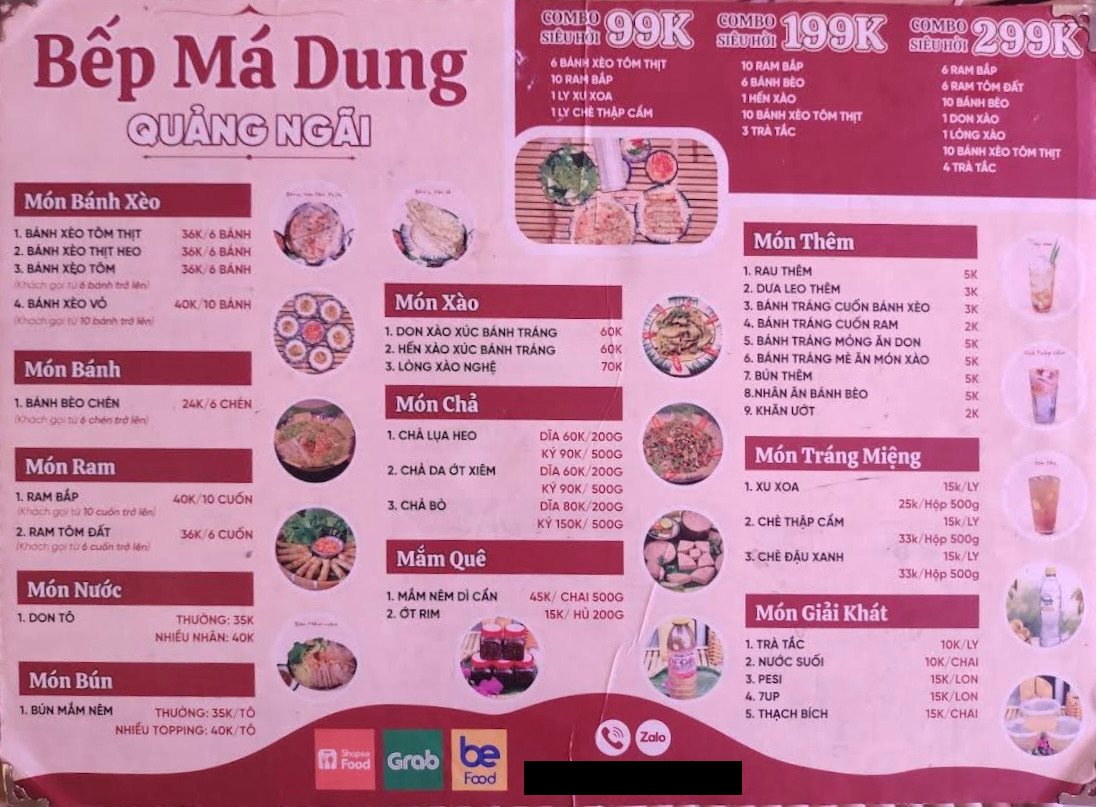 Bếp Má Dung
QUẢNG NGÃI
COMBO SIÊU HỜI 99K
6 BÁNH XÈO TÔM THỊT
10 RAM BẮP
1 LY XU XOA
1 LY CHÈ THẬP CẨM
COMBO SIÊU HỜI 199K
10 RAM BẮP
6 BÁNH BÈO
1 HẾN XÀO
10 BÁNH XÈO TÔM THỊT
3 TRÀ TẮC
COMBO SIÊU HỜI 299K
6 RAM BẮP
6 RAM TÔM ĐẤT
10 BÁNH BÈO
1 DON XÀO
1 LÒNG XÀO
10 BÁNH XÈO TÔM THỊT
4 TRÀ TẮC
Món Bánh Xèo
1. BÁNH XÈO TÔM THỊT 36K/6 BÁNH
2. BÁNH XÈO THỊT HEO 36K/6 BÁNH
3. BÁNH XÈO TÔM 36K/6 BÁNH
(Khách gọi từ 6 bánh trở lên)
4. BÁNH XÈO VỎ 40K/10 BÁNH
(Khách gọi từ 10 bánh trở lên)
Món Bánh
1. BÁNH BÈO CHÉN 24K/6 CHÉN
(Khách gọi từ 6 chén trở lên)
Món Ram
1. RAM BẮP 40K/10 CUỐN
(Khách gọi từ 10 cuốn trở lên)
2. RAM TÔM ĐẤT 36K/6 CUỐN
(Khách gọi từ 6 cuốn trở lên)
Món Nước
1. DON TÔ THƯỜNG: 35K
NHIỀU NHÂN: 40K
Món Bún
1. BÚN MẮM NÊM THƯỜNG: 35K/TÔ
NHIỀU TOPPING: 40K/TÔ
Món Xào
1. DON XÀO XÚC BÁNH TRÁNG 60K
2. HẾN XÀO XÚC BÁNH TRÁNG 60K
3. LÒNG XÀO NGHỆ 70K
Món Chả
1. CHẢ LỤA HEO DĨA 60K/200G
KÝ 90K/ 500G
2. CHẢ DA ỚT XIÊM DĨA 60K/200G
KÝ 90K/ 500G
3. CHẢ BÒ DĨA 80K/200G
KÝ 150K/ 500G
Mắm Quê
1. MẮM NÊM DÌ CẨN 45K/ CHAI 500G
2. ỚT RIM 15K/ HỦ 200G
Món Thêm
1. RAU THÊM 5K
2. DƯA LEO THÊM 3K
3. BÁNH TRÁNG CUỐN BÁNH XÈO 3K
4. BÁNH TRÁNG CUỐN RAM 2K
5. BÁNH TRÁNG MỎNG ĂN DON 5K
6. BÁNH TRÁNG MÈ ĂN MÓN XÀO 5K
7. BÚN THÊM 5K
8.NHÂN ĂN BÁNH BÈO 5K
9. KHĂN ƯỚT 2K
Món Tráng Miệng
1. XU XOA 15k/LY
25k/Hộp 500g
2. CHÈ THẬP CẨM 15k/LY
33k/Hộp 500g
3. CHÈ ĐẬU XANH 15k/LY
33k/Hộp 500g
Món Giải Khát
1. TRÀ TẮC 10K/LY
2. NƯỚC SUỐI 10K/CHAI
3. PESI 15K/LON
4. 7UP 15K/LON
5. THẠCH BÍCH 15K/CHAI
Shopee Food
Grab
be Food
Zalo